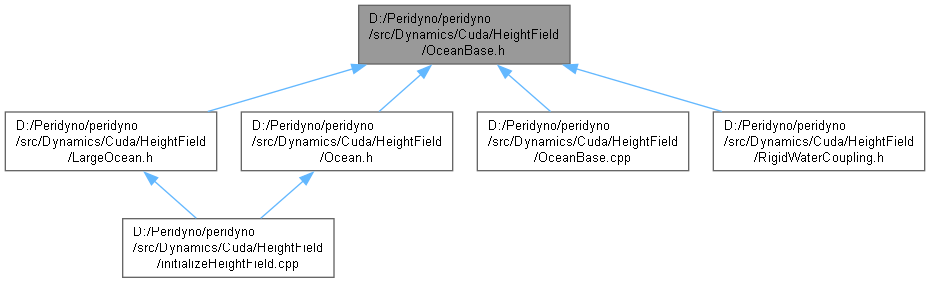 D:/Peridyno/peridyno
/src/Dynamics/Cuda/HeightField
/OceanBase.h
D:/Peridyno/peridyno
/src/Dynamics/Cuda/HeightField
/LargeOcean.h
D:/Peridyno/peridyno
/src/Dynamics/Cuda/HeightField
/Ocean.h
D:/Peridyno/peridyno
/src/Dynamics/Cuda/HeightField
/OceanBase.cpp
D:/Peridyno/peridyno
/src/Dynamics/Cuda/HeightField
/RigidWaterCoupling.h
D:/Peridyno/peridyno
/src/Dynamics/Cuda/HeightField
/initializeHeightField.cpp